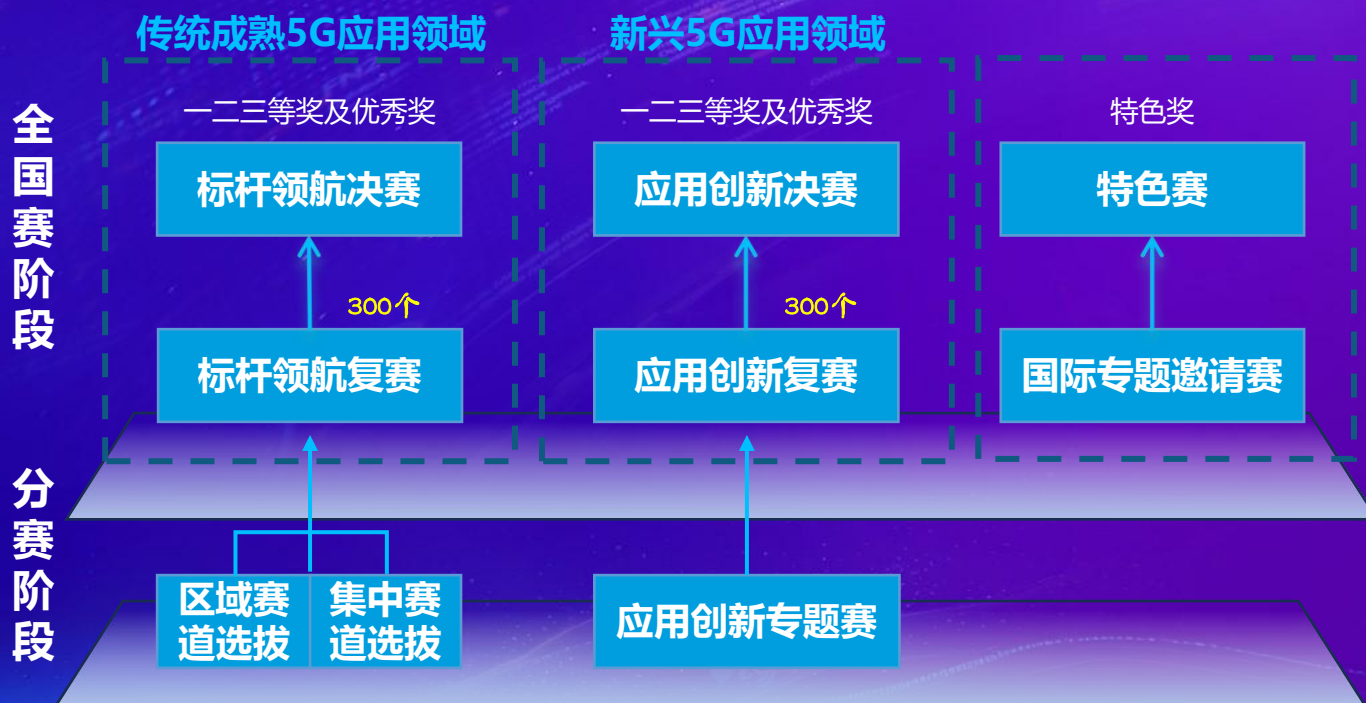 传统成熟5G应用领域
新兴5G应用领域
全国赛阶段
一二三等奖及优秀奖
一二三等奖及优秀奖
特色奖
标杆领航决赛
应用创新决赛
特色赛
300个
300个
标杆领航复赛
应用创新复赛
国际专题邀请赛
分赛阶段
区域赛
道选拔
集中赛
道选拔
应用创新专题赛